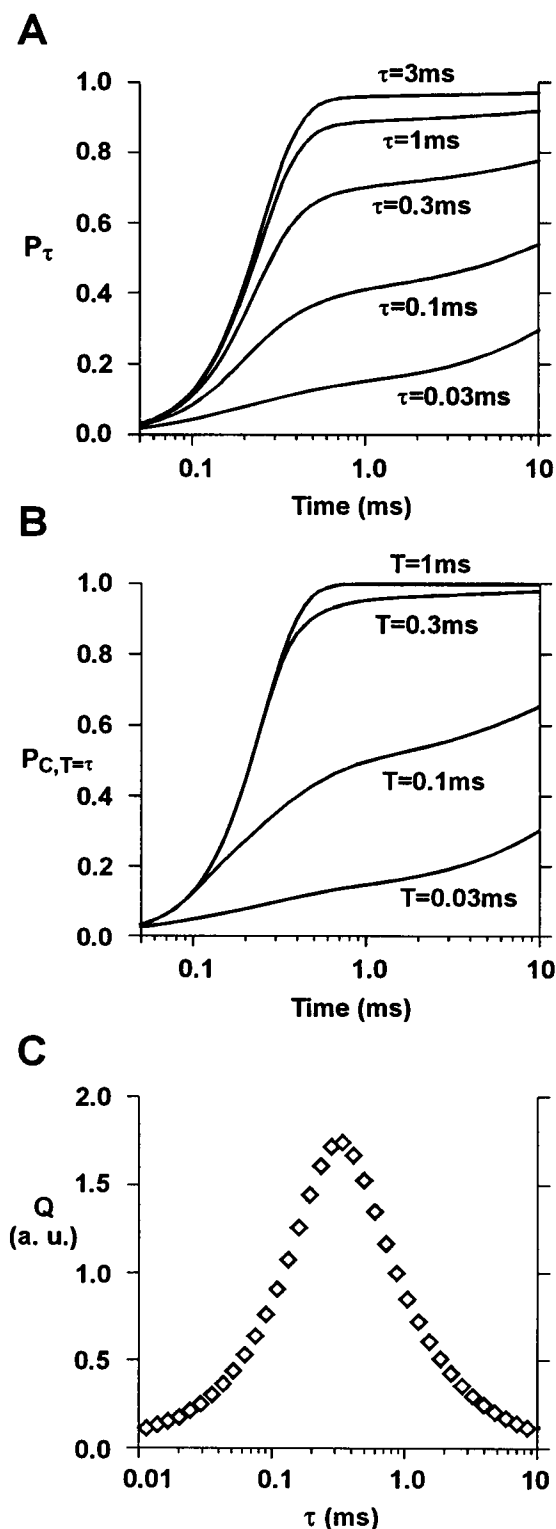 A
1.0
0.8
0.6
0.4
0.2
0.0
Pτ
τ=3ms
τ=1ms
τ=0.3ms
τ=0.1ms
τ=0.03ms
0.1
1.0
10
Time (ms)
B
1.0
0.8
0.6
0.4
0.2
0.0
PC,T=τ
T=1ms
T=0.3ms
T=0.1ms
T=0.03ms
0.1
1.0
10
Time (ms)
C
2.0
1.5
1.0
0.5
0.0
Q
(a. u.)
0.01
0.1
1.0
10
τ (ms)